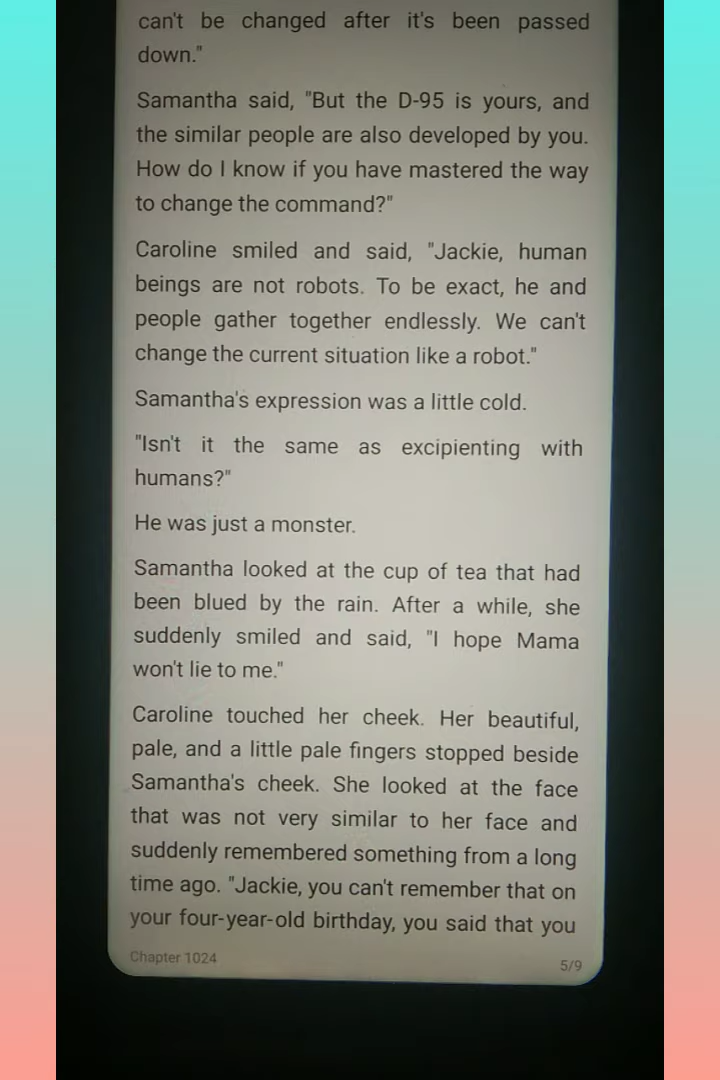 can't be changed after it's been passed
down."
Samantha said, "But the D-95 is yours, and
the similar people are also developed by you.
How do I know if you have mastered the way
to change the command?"
Caroline smiled and said, "Jackie, human
beings are not robots. To be exact, he and
people gather together endlessly. We can't
change the current situation like a robot."
Samantha's expression was a little cold.
"Isn't it the same as excipienting with
humans?"
He was just a monster.
Samantha looked at the cup of tea that had
been blued by the rain. After a while, she
suddenly smiled and said, "I hope Mama
won't lie to me."
Caroline touched her cheek. Her beautiful,
pale, and a little pale fingers stopped beside
Samantha's cheek. She looked at the face
that was not very similar to her face and
suddenly remembered something from a long
time ago. "Jackie, you can't remember that on
your four-year-old birthday, you said that you
Chapter 1024
5/9